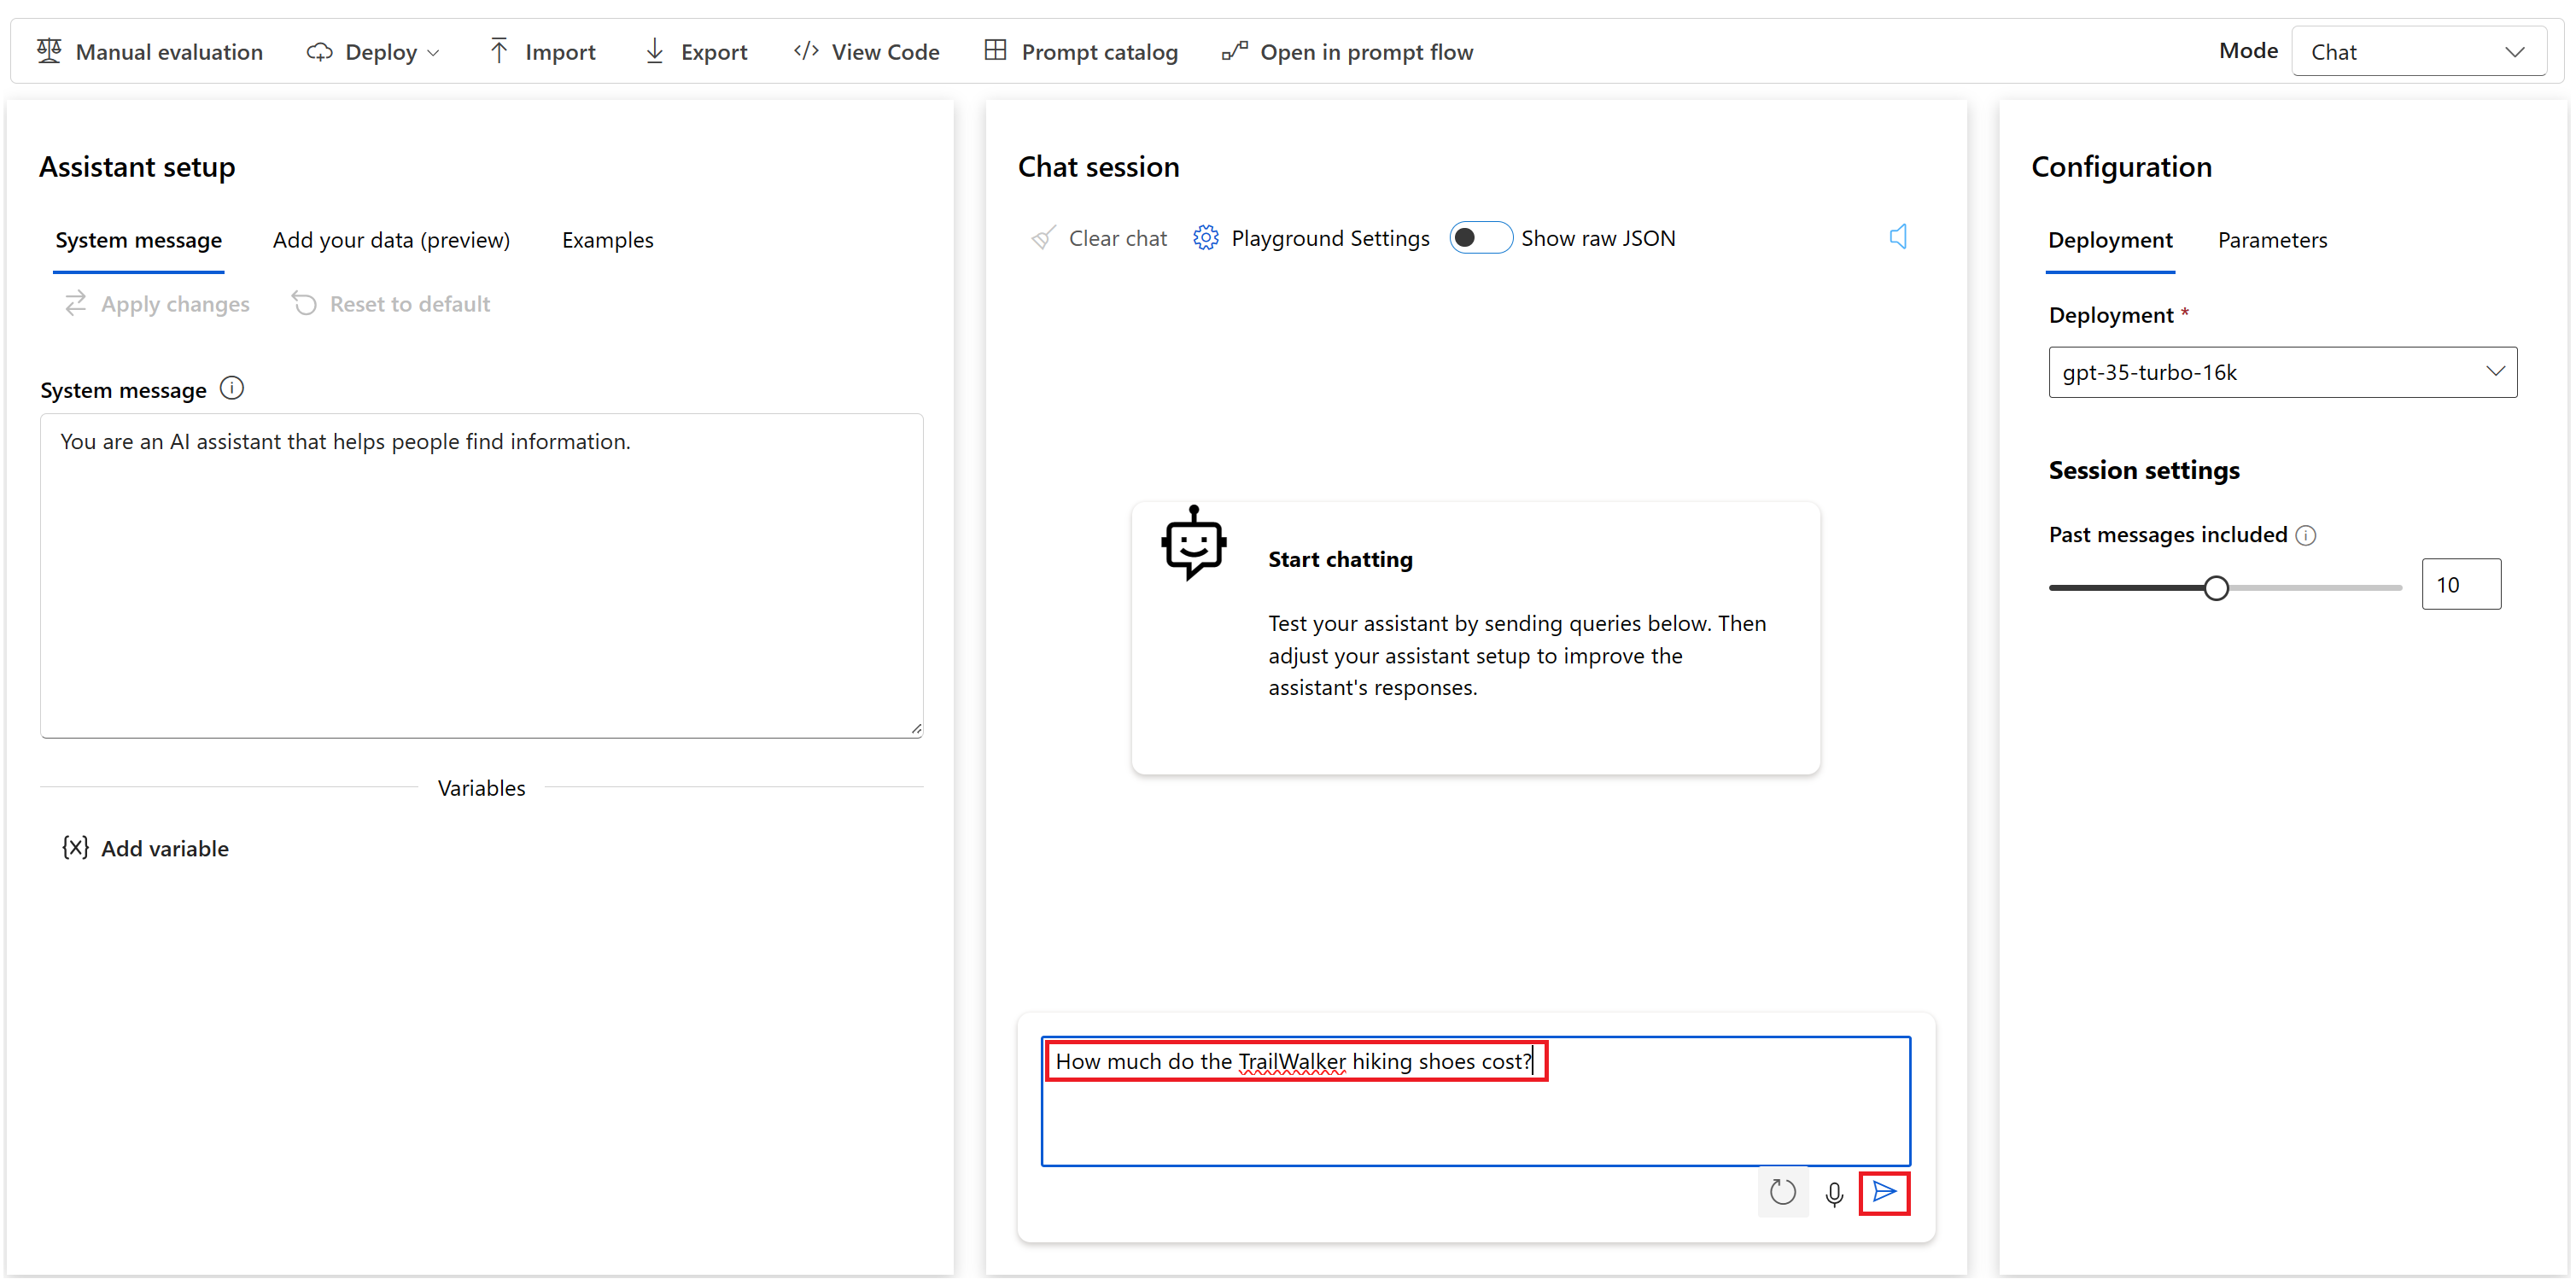 Manual evaluation Deploy Import Export </> View Code Prompt catalog Open in prompt flow Mode Chat
Assistant setup
System message Add your data (preview) Examples
Apply changes Reset to default
System message
You are an AI assistant that helps people find information.
Variables
{x} Add variable
Chat session
Clear chat Playground Settings Show raw JSON
Start chatting
Test your assistant by sending queries below. Then
adjust your assistant setup to improve the
assistant's responses.
How much do the TrailWalker hiking shoes cost?
Configuration
Deployment Parameters
Deployment *
gpt-35-turbo-16k
Session settings
Past messages included
10